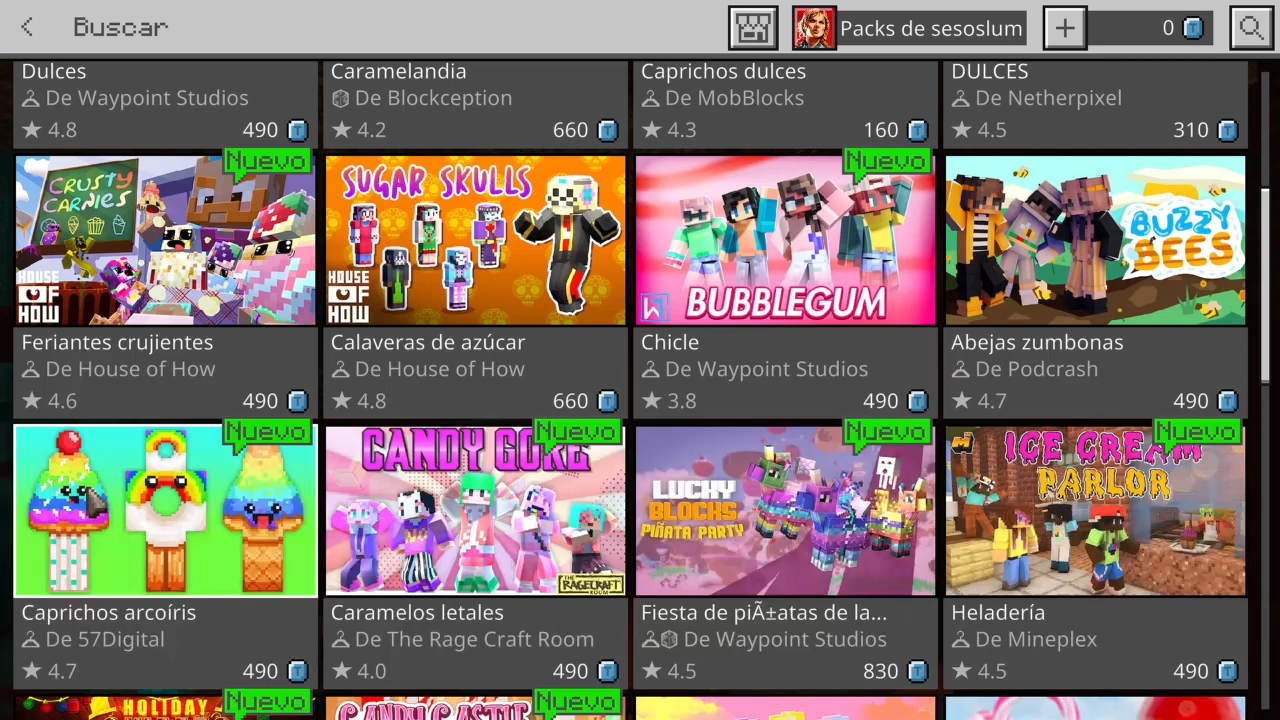 Buscar
Packs de sesoslum
0
Dulces
De Waypoint Studios
4.8
490
Caramelandia
De Blockception
4.2
660
Caprichos dulces
De MobBlocks
4.3
160
DULCES
De Netherpixel
4.5
310
Nuevo
CRUSTY
CARNIES
HOUSE
OF
HOW
Feriantes crujientes
De House of How
4.6
490
SUGAR SKULLS
HOUSE
OF
HOW
Calaveras de azúcar
De House of How
4.8
660
Nuevo
BUBBLEGUM
Chicle
De Waypoint Studios
3.8
490
BUZZY
BEES
Abejas zumbonas
De Podcrash
4.7
490
Nuevo
Caprichos arcoíris
De 57Digital
4.7
490
Nuevo
CANDY GORE
THE
RAGECRAFT
ROOM
Caramelos letales
De The Rage Craft Room
4.0
490
Nuevo
LUCKY
BLOCKS
PIÑATA PARTY
Fiesta de piÃ±atas de la...
De Waypoint Studios
4.5
830
Nuevo
ICE CREAM
PARLOR
Heladería
De Mineplex
4.5
490
Nuevo
HOLIDAY
Nuevo
CANDY CASTLE